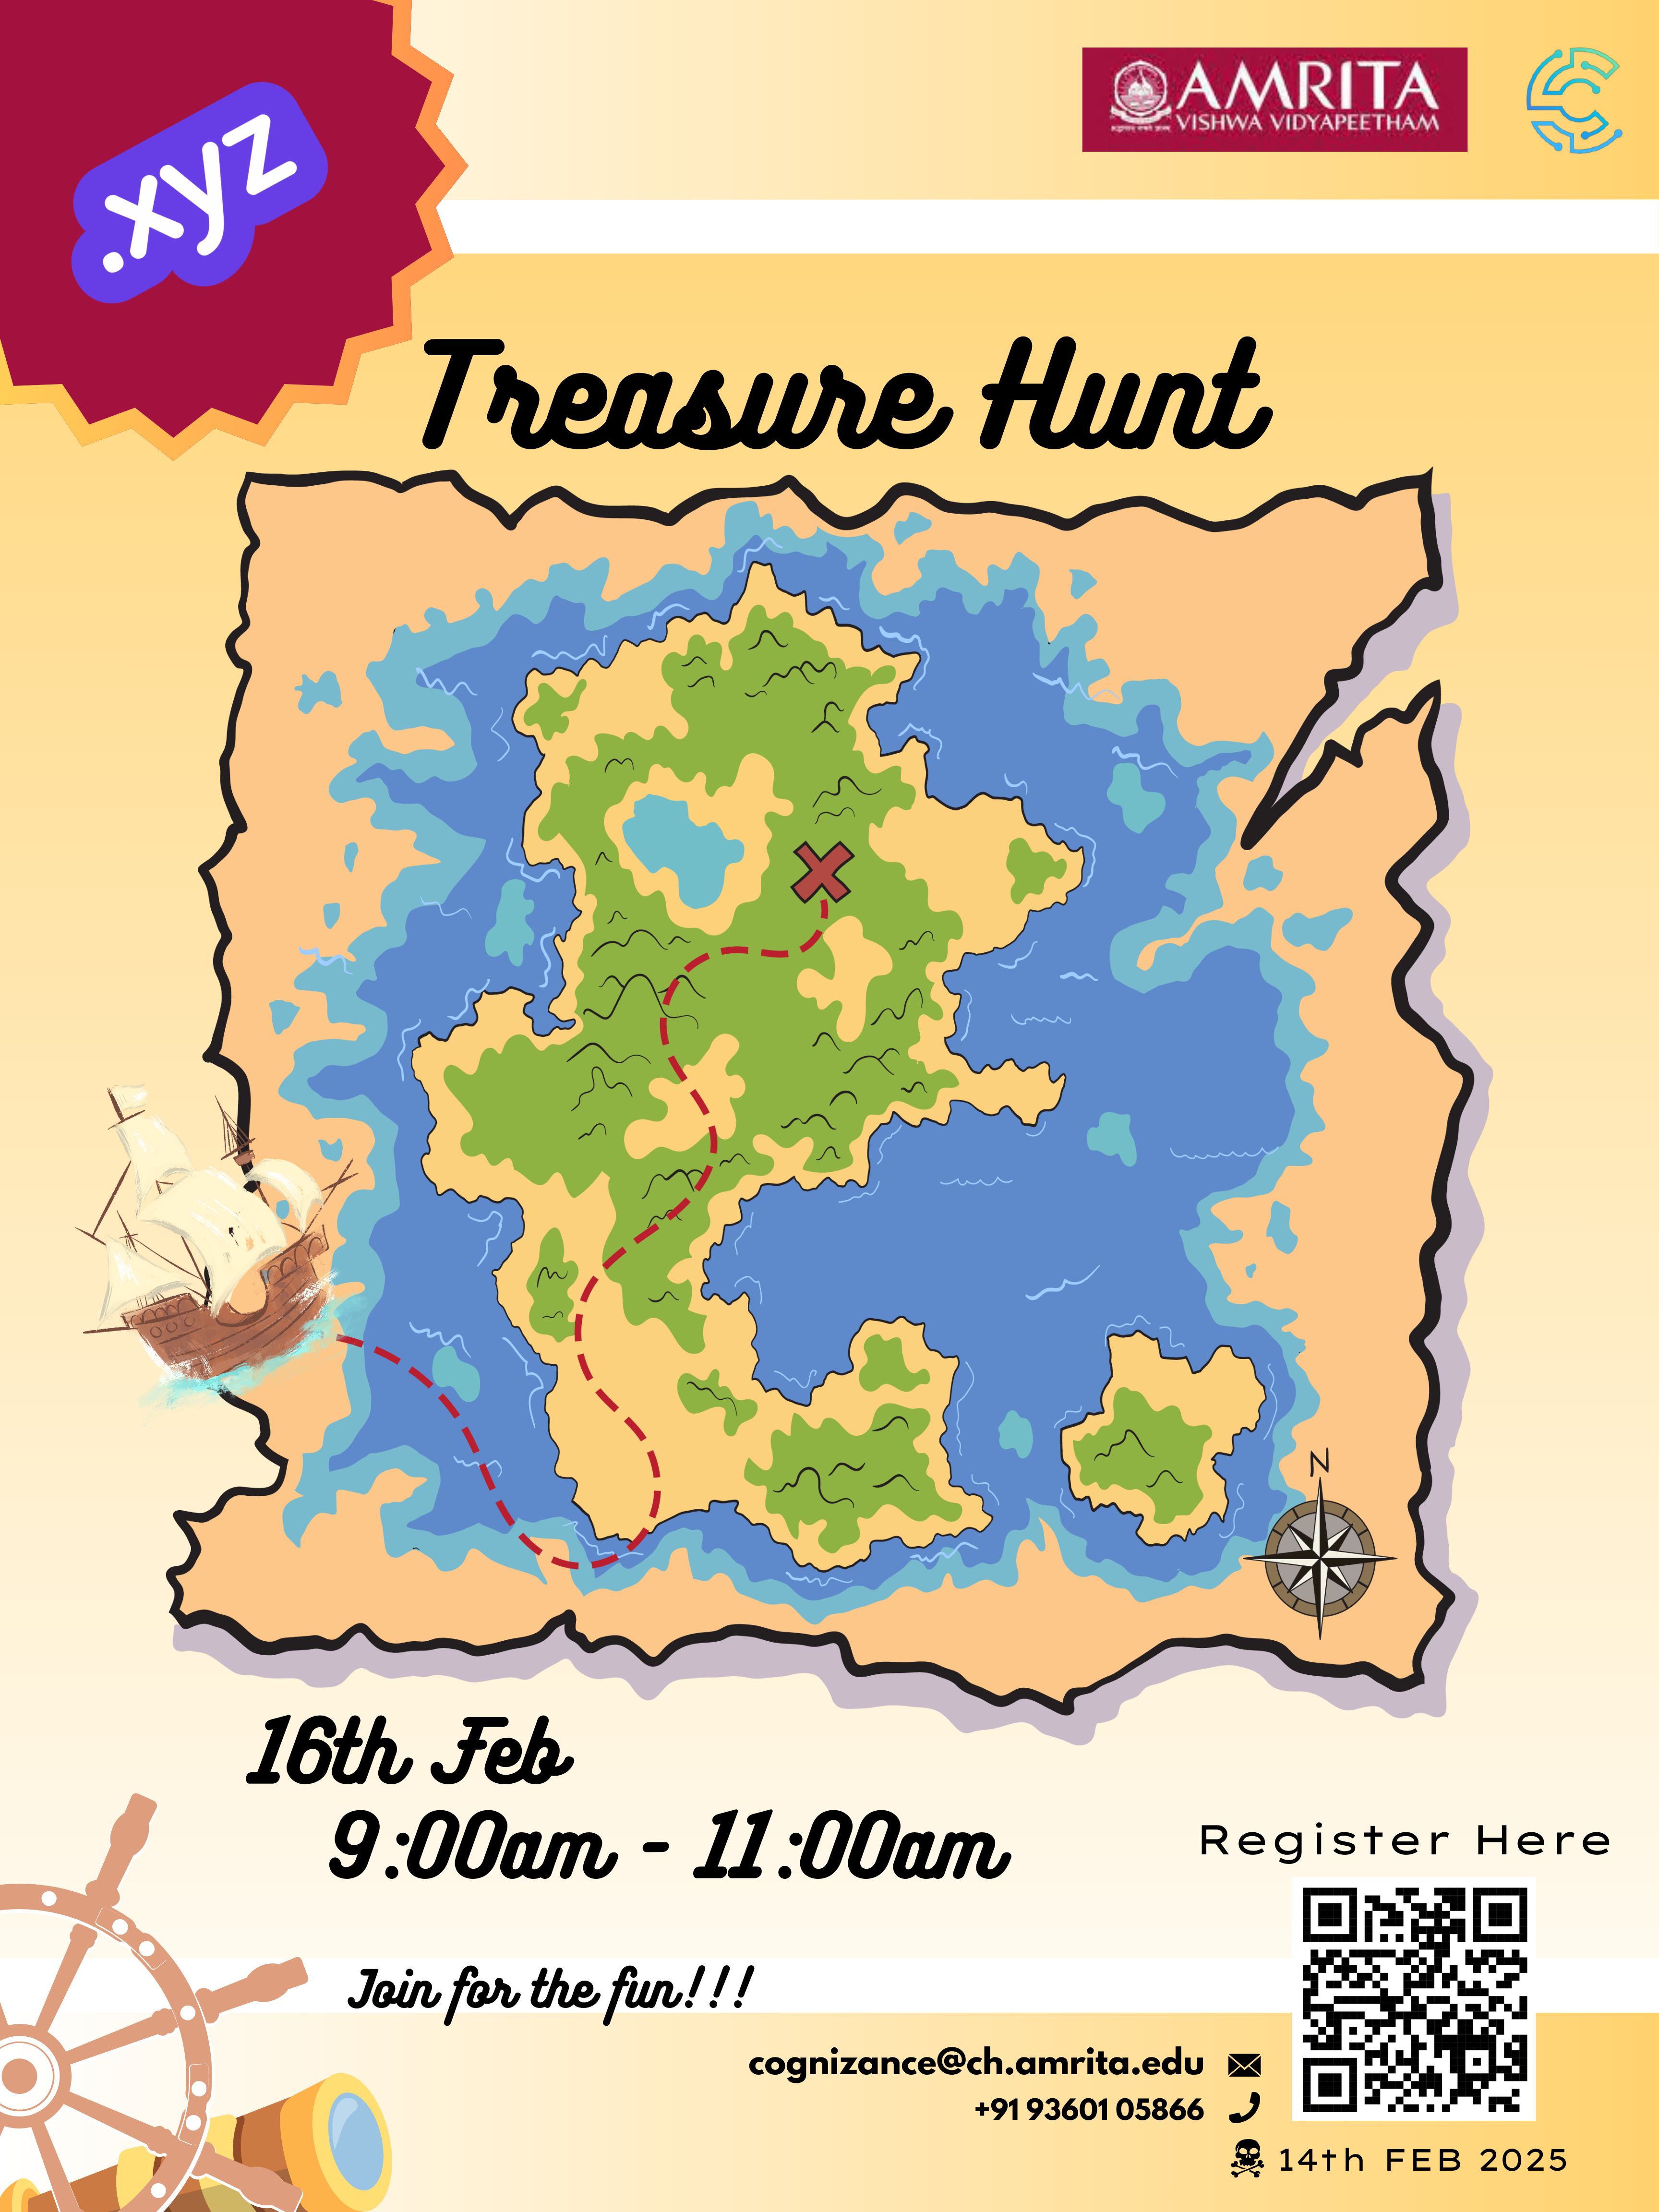 .xyz
AMRITA
VISHWA VIDYAPEETHAM
Treasure Hunt
N
16th Feb
9:00am - 11:00am
Register Here
Join for the fun!!!
cognizance@ch.amrita.edu
+91 93601 05866
14th FEB 2025